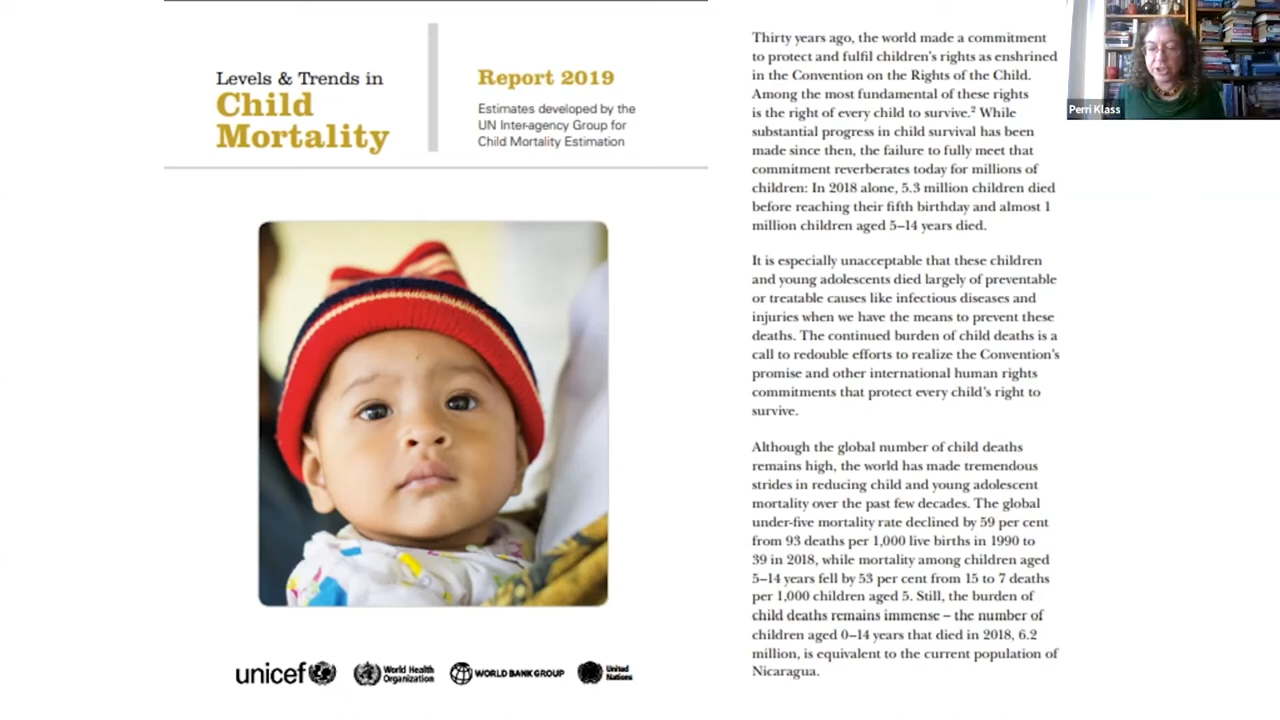 Levels & Trends in
Child
Mortality
Report 2019
Estimates developed by the
UN Inter-agency Group for
Child Mortality Estimation
unicef
World Health
Organization
WORLD BANK GROUP
United
Nations
Thirty years ago, the world made a commitment
to protect and fulfil children's rights as enshrined
in the Convention on the Rights of the Child.
Among the most fundamental of these rights
is the right of every child to survive.² While
substantial progress in child survival has been
made since then, the failure to fully meet that
commitment reverberates today for millions of
children: In 2018 alone, 5.3 million children died
before reaching their fifth birthday and almost 1
million children aged 5–14 years died.
It is especially unacceptable that these children
and young adolescents died largely of preventable
or treatable causes like infectious diseases and
injuries when we have the means to prevent these
deaths. The continued burden of child deaths is a
call to redouble efforts to realize the Convention's
promise and other international human rights
commitments that protect every child's right to
survive.
Although the global number of child deaths
remains high, the world has made tremendous
strides in reducing child and young adolescent
mortality over the past few decades. The global
under-five mortality rate declined by 59 per cent
from 93 deaths per 1,000 live births in 1990 to
39 in 2018, while mortality among children aged
5–14 years fell by 53 per cent from 15 to 7 deaths
per 1,000 children aged 5. Still, the burden of
child deaths remains immense – the number of
children aged 0–14 years that died in 2018, 6.2
million, is equivalent to the current population of
Nicaragua.
Perri Klass